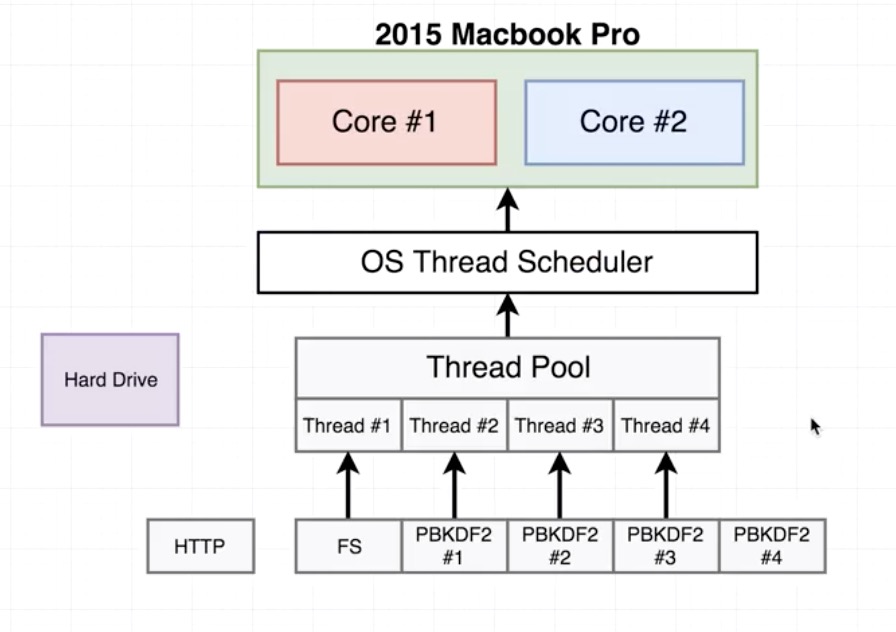 2015 Macbook Pro
Core #1
Core #2
OS Thread Scheduler
Hard Drive
Thread Pool
Thread #1
Thread #2
Thread #3
Thread #4
HTTP
FS
PBKDF2
#1
PBKDF2
#2
PBKDF2
#3
PBKDF2
#4